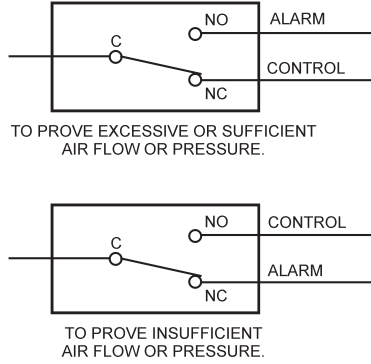 NO ALARM
C
CONTROL
NC
TO PROVE EXCESSIVE OR SUFFICIENT
AIR FLOW OR PRESSURE.
NO CONTROL
C
ALARM
NC
TO PROVE INSUFFICIENT
AIR FLOW OR PRESSURE.